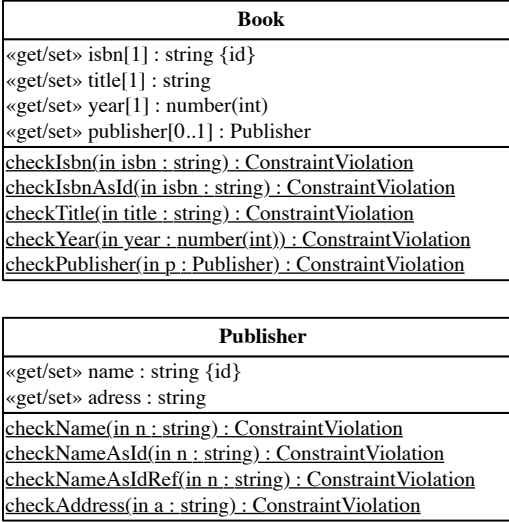 Book
«get/set» isbn[1] : string {id}
«get/set» title[1] : string
«get/set» year[1] : number(int)
«get/set» publisher[0..1] : Publisher
checkIsbn(in isbn : string) : ConstraintViolation
checkIsbnAsId(in isbn : string) : ConstraintViolation
checkTitle(in title : string) : ConstraintViolation
checkYear(in year : number(int)) : ConstraintViolation
checkPublisher(in p : Publisher) : ConstraintViolation
Publisher
«get/set» name : string {id}
«get/set» adress : string
checkName(in n : string) : ConstraintViolation
checkNameAsId(in n : string) : ConstraintViolation
checkNameAsIdRef(in n : string) : ConstraintViolation
checkAddress(in a : string) : ConstraintViolation